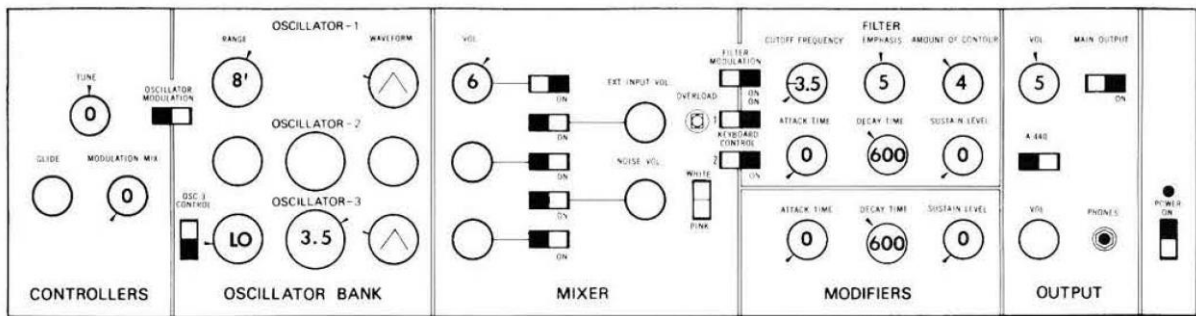 TUNE
0
OSCILLATOR
MODULATION
GLIDE
MODULATION MIX
0
CONTROLLERS
OSCILLATOR-1
RANGE
WAVEFORM
8'
OSCILLATOR-2
OSC. 3
CONTROL
OSCILLATOR-3
LO
3.5
OSCILLATOR BANK
VOL.
6
ON
EXT INPUT VOL.
OVERLOAD
ON
ON
NOISE VOL.
WHITE
ON
PINK
ON
MIXER
FILTER
FILTER
MODULATION
CUTOFF FREQUENCY
EMPHASIS
AMOUNT OF CONTOUR
-3.5
5
4
ON
ON
1
KEYBOARD
CONTROL
2
ON
ATTACK TIME
DECAY TIME
SUSTAIN LEVEL
0
600
0
ATTACK TIME
DECAY TIME
SUSTAIN LEVEL
0
600
0
MODIFIERS
VOL.
MAIN OUTPUT
5
ON
A-440
VOL.
PHONES
OUTPUT
POWER
ON